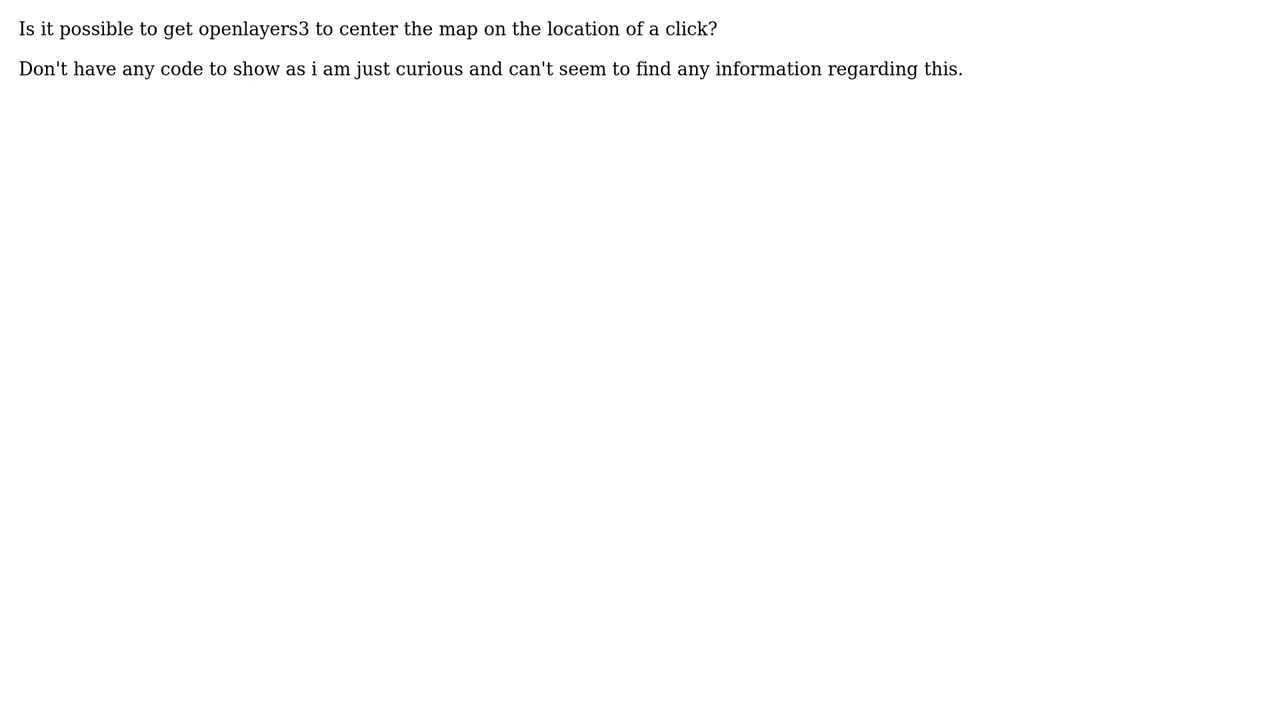 Is it possible to get openlayers3 to center the map on the location of a click?
Don't have any code to show as i am just curious and can't seem to find any information regarding this.